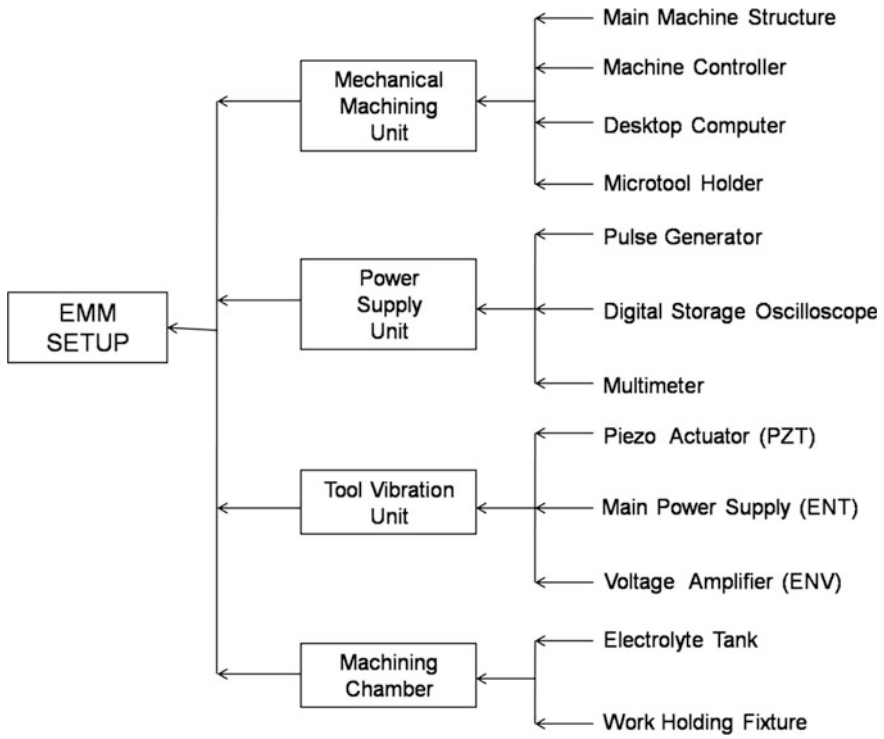 EMM
SETUP
Mechanical
Machining
Unit
Main Machine Structure
Machine Controller
Desktop Computer
Microtool Holder
Power
Supply
Unit
Pulse Generator
Digital Storage Oscilloscope
Multimeter
Tool Vibration
Unit
Piezo Actuator (PZT)
Main Power Supply (ENT)
Voltage Amplifier (ENV)
Machining
Chamber
Electrolyte Tank
Work Holding Fixture